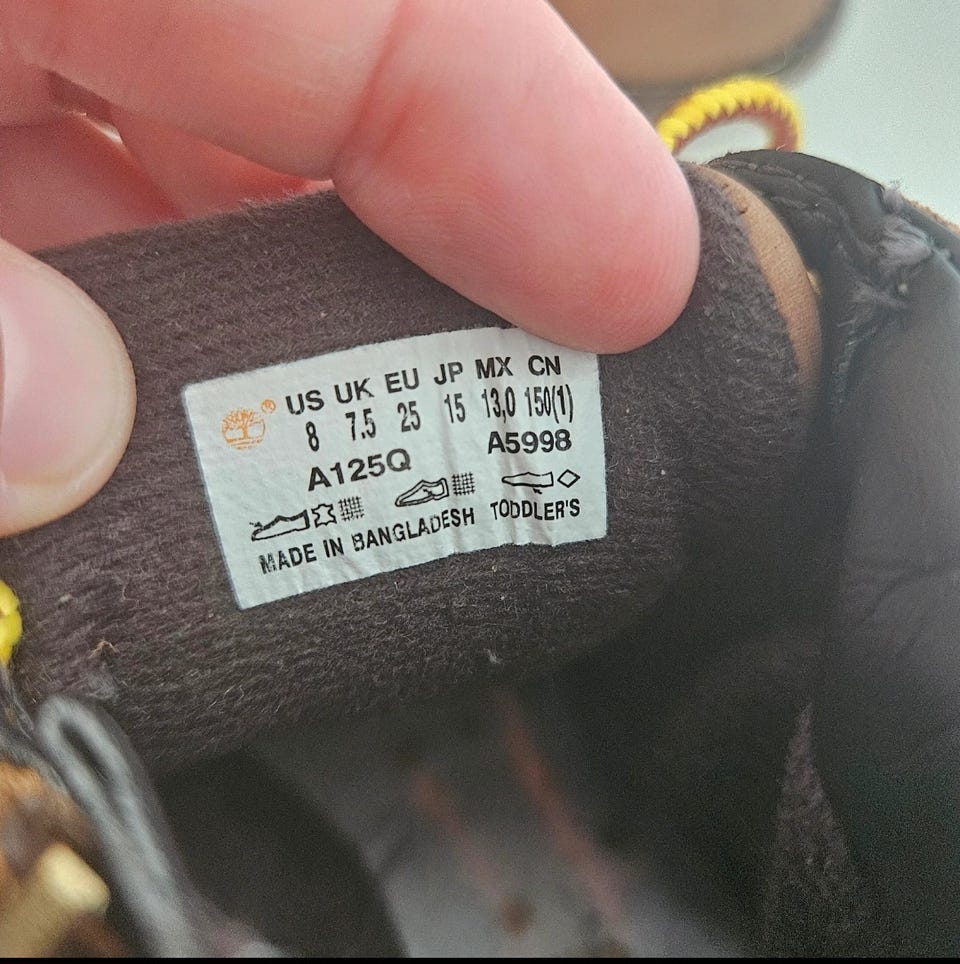 ® US UK EU JP MX CN
8 7.5 25 15 13,0 150(1)
A125Q A5998
MADE IN BANGLADESH TODDLER'S